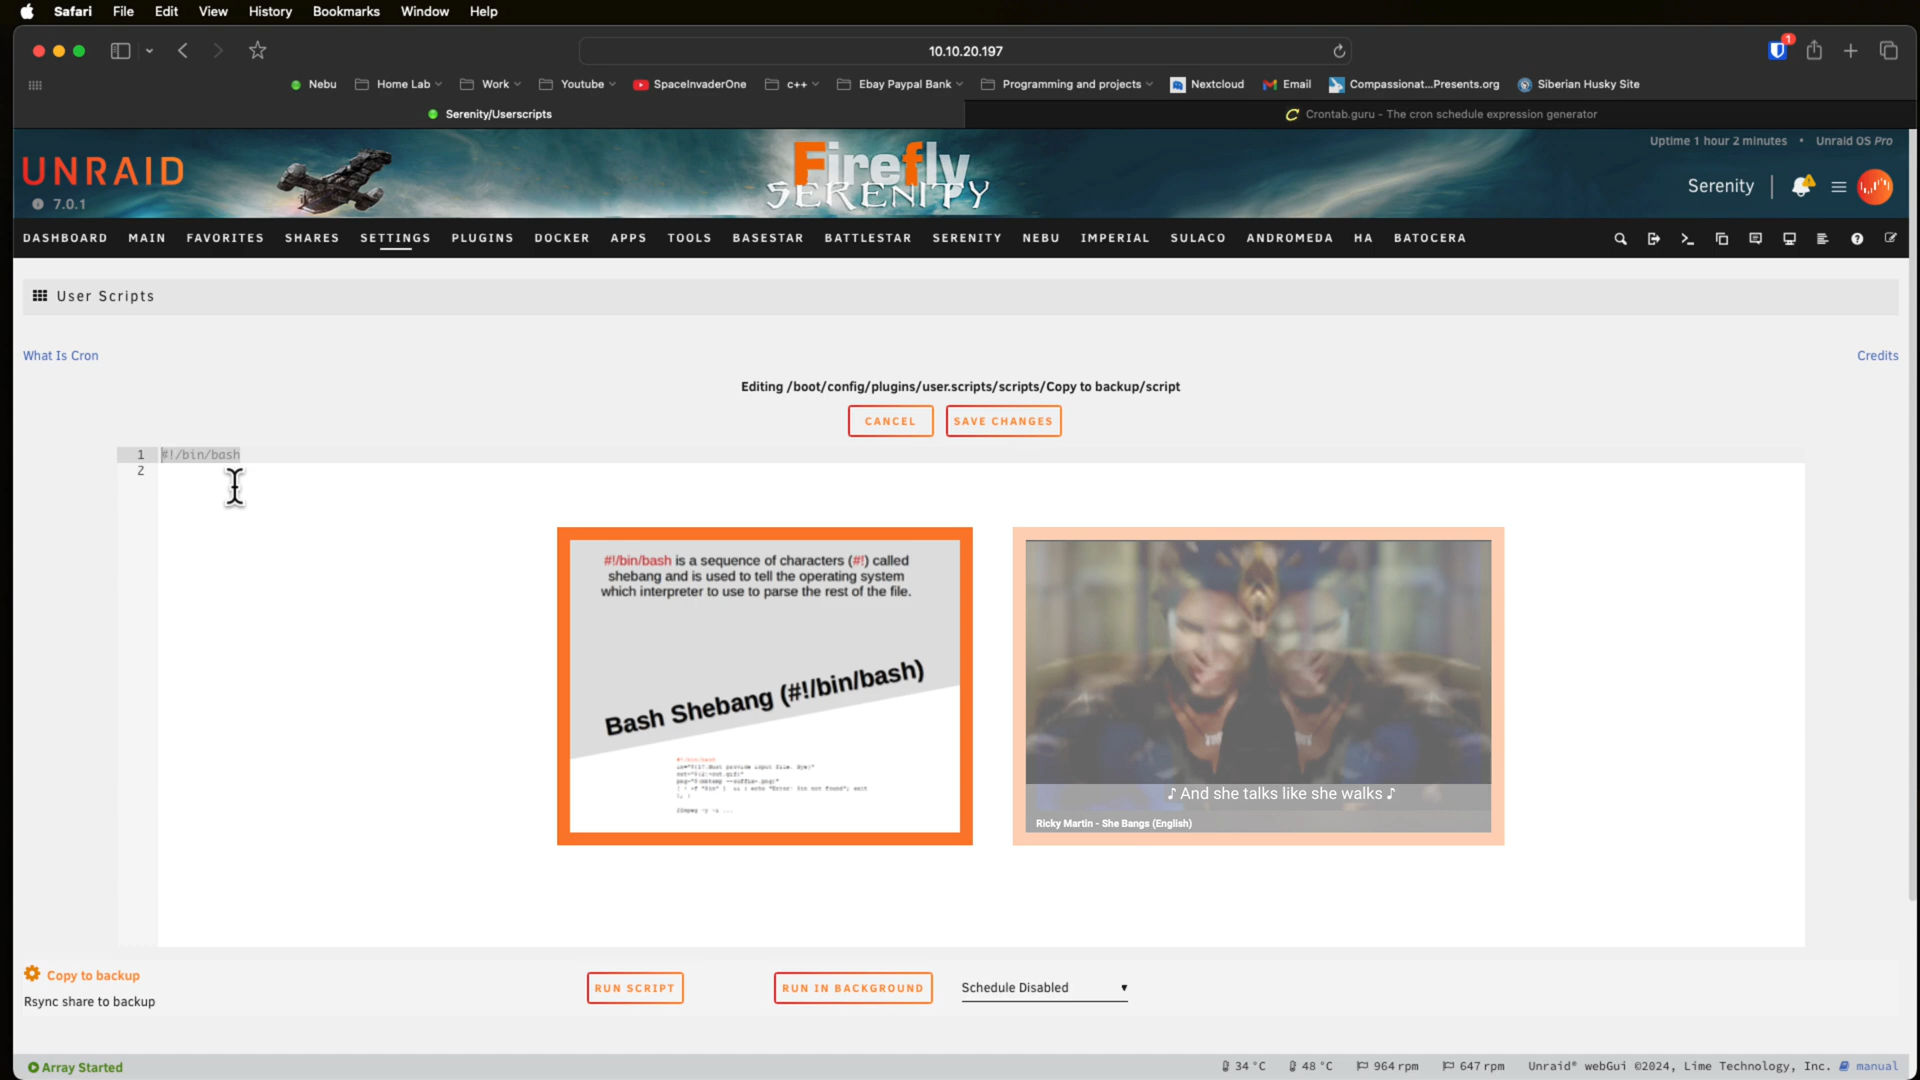 Safari File Edit View History Bookmarks Window Help
10.10.20.197
1
Nebu Home Lab Work Youtube SpaceInvaderOne c++ Ebay Paypal Bank Programming and projects Nextcloud Email Compassionat...Presents.org Siberian Husky Site
Serenity/Userscripts Crontab.guru - The cron schedule expression generator
Uptime 1 hour 2 minutes • Unraid OS Pro
UNRAID
7.0.1
Firefly
SERENITY
Serenity
DASHBOARD MAIN FAVORITES SHARES SETTINGS PLUGINS DOCKER APPS TOOLS BASESTAR BATTLESTAR SERENITY NEBU IMPERIAL SULACO ANDROMEDA HA BATOCERA
User Scripts
What Is Cron Credits
Editing /boot/config/plugins/user.scripts/scripts/Copy to backup/script
CANCEL SAVE CHANGES
1 #!/bin/bash
2
#!/bin/bash is a sequence of characters (#!) called
shebang and is used to tell the operating system
which interpreter to use to parse the rest of the file.
Bash Shebang (#!/bin/bash)
#!/bin/bash
♪ And she talks like she walks ♪
Ricky Martin - She Bangs (English)
Copy to backup
Rsync share to backup
RUN SCRIPT RUN IN BACKGROUND Schedule Disabled
Array Started
34 °C 48 °C 964 rpm 647 rpm Unraid® webGui ©2024, Lime Technology, Inc. manual